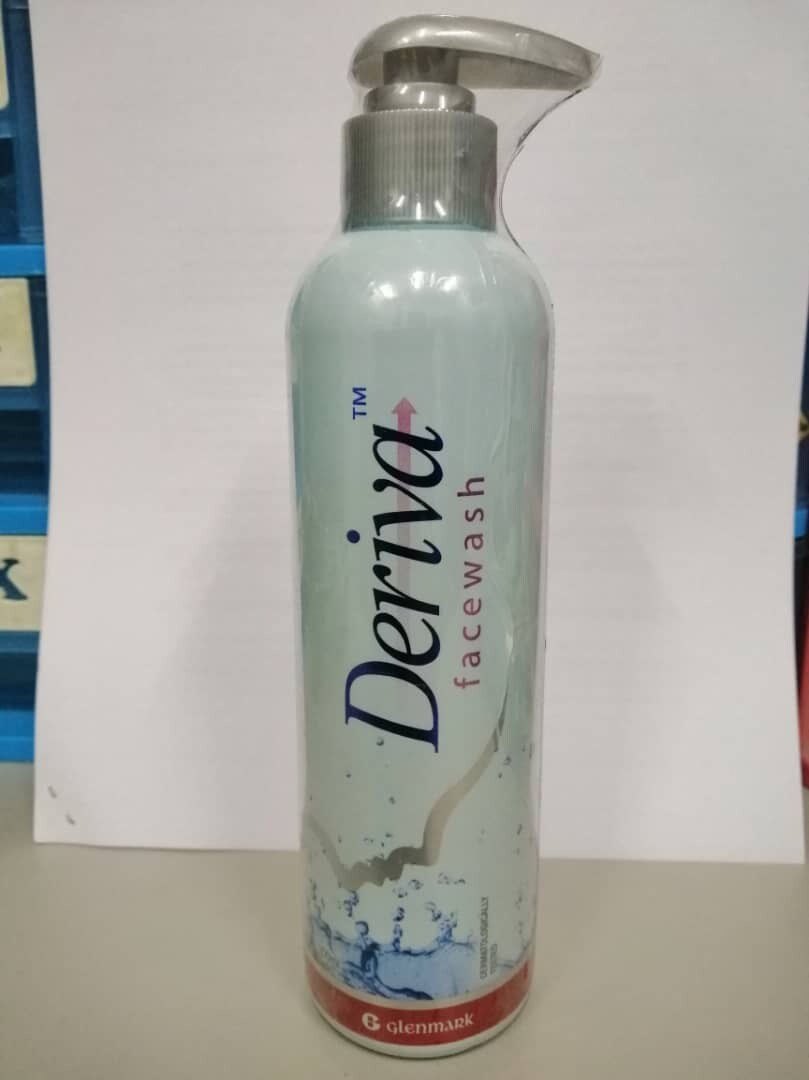 Deriva™
facewash
DERMATOLOGICALLY
TESTED
Glenmark